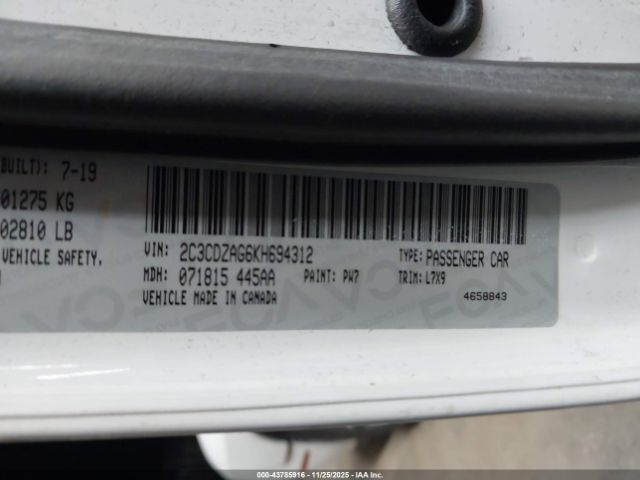 BUILT): 7-19
01275 KG
02810 LB
VEHICLE SAFETY,
VIN: 2C3CDZAG6KH694312 TYPE: PASSENGER CAR
MDH: 071815 445AA PAINT: PW7 TRIM: L7X9
VEHICLE MADE IN CANADA 4658843
000-43785916 - 11/25/2025 - IAA Inc.